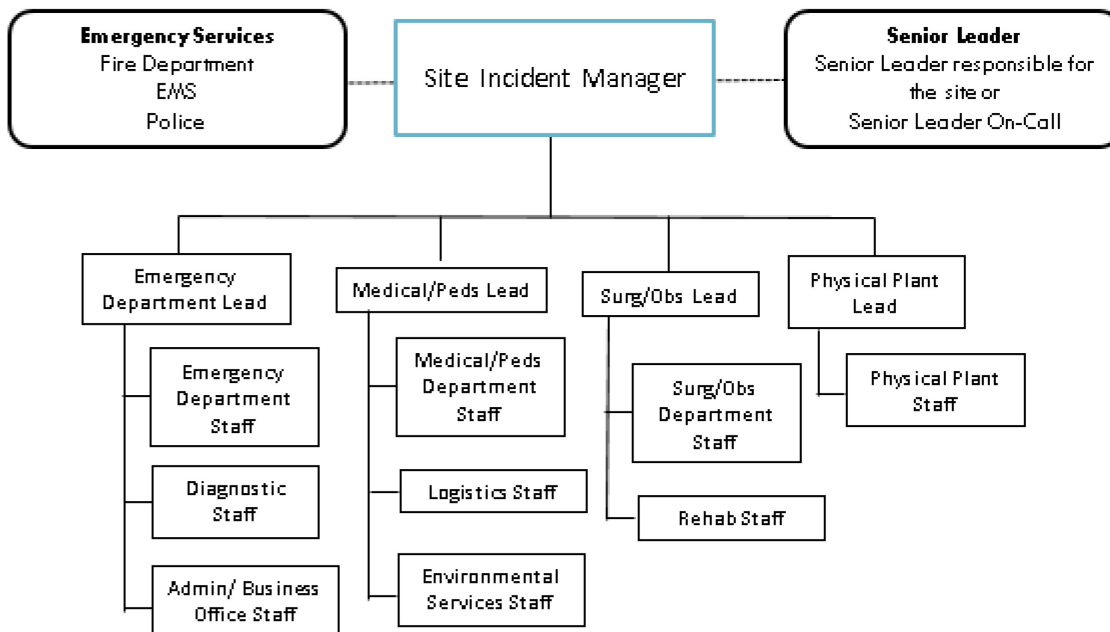 Emergency Services
Fire Department
EMS
Police
Site Incident Manager
Senior Leader
Senior Leader responsible for
the site or
Senior Leader On-Call
Emergency
Department Lead
Medical/Peds Lead
Surg/Obs Lead
Physical Plant
Lead
Emergency
Department
Staff
Diagnostic
Staff
Admin/ Business
Office Staff
Medical/Peds
Department
Staff
Logistics Staff
Environmental
Services Staff
Surg/Obs
Department
Staff
Rehab Staff
Physical Plant
Staff